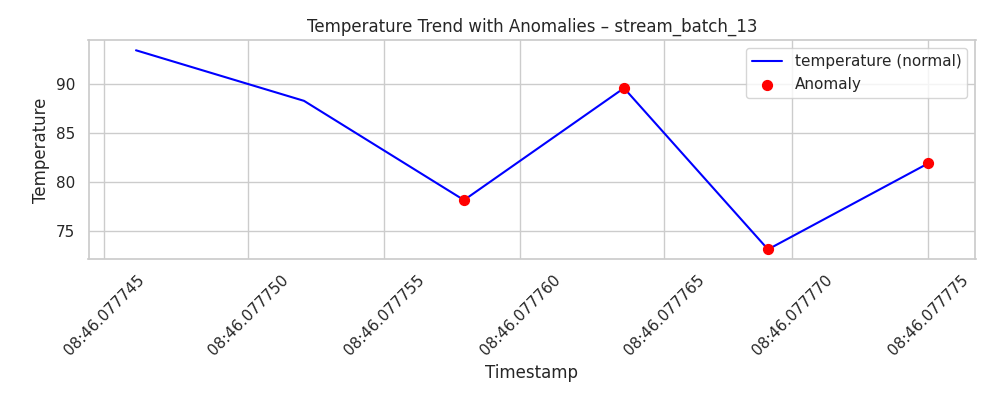 Temperature Trend with Anomalies – stream_batch_13
temperature (normal)
Anomaly
Temperature
90
85
80
75
08:46.077745
08:46.077750
08:46.077755
08:46.077760
08:46.077765
08:46.077770
08:46.077775
Timestamp